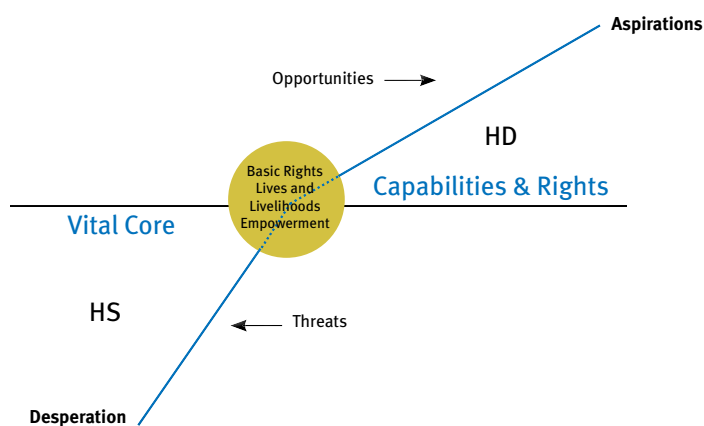 Aspirations
Opportunities
HD
Basic Rights
Lives and
Livelihoods
Empowerment
Capabilities & Rights
Vital Core
HS
Threats
Desperation